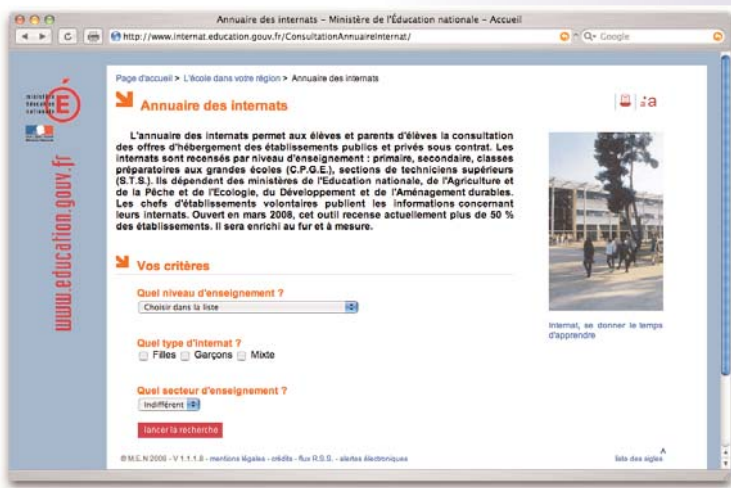 Annuaire des internats – Ministère de l'Éducation nationale – Accueil
http://www.internat.education.gouv.fr/ConsultationAnnuaireInternat/
Google
Page d'accueil > L'école dans votre région > Annuaire des internats
Annuaire des internats
aa
L'annuaire des internats permet aux élèves et parents d'élèves la consultation
des offres d'hébergement des établissements publics et privés sous contrat. Les
internats sont recensés par niveau d'enseignement : primaire, secondaire, classes
préparatoires aux grandes écoles (C.P.G.E.), sections de techniciens supérieurs
(S.T.S.). Ils dépendent des ministères de l'Education nationale, de l'Agriculture et
de la Pêche et de l'Ecologie, du Développement et de l'Aménagement durables.
Les chefs d'établissements volontaires publient les informations concernant
leurs internats. Ouvert en mars 2008, cet outil recense actuellement plus de 50 %
des établissements. Il sera enrichi au fur et à mesure.
ministère
éducation
nationale
É
www.education.gouv.fr
Vos critères
Quel niveau d'enseignement ?
Choisir dans la liste
Internat, se donner le temps
d'apprendre
Quel type d'internat ?
Filles Garçons Mixte
Quel secteur d'enseignement ?
Indifférent
lancer la recherche
© M.E.N 2006 - V 1.1.1.8 - mentions légales - crédits - flux R.S.S. - alertes électroniques
liste des sigles